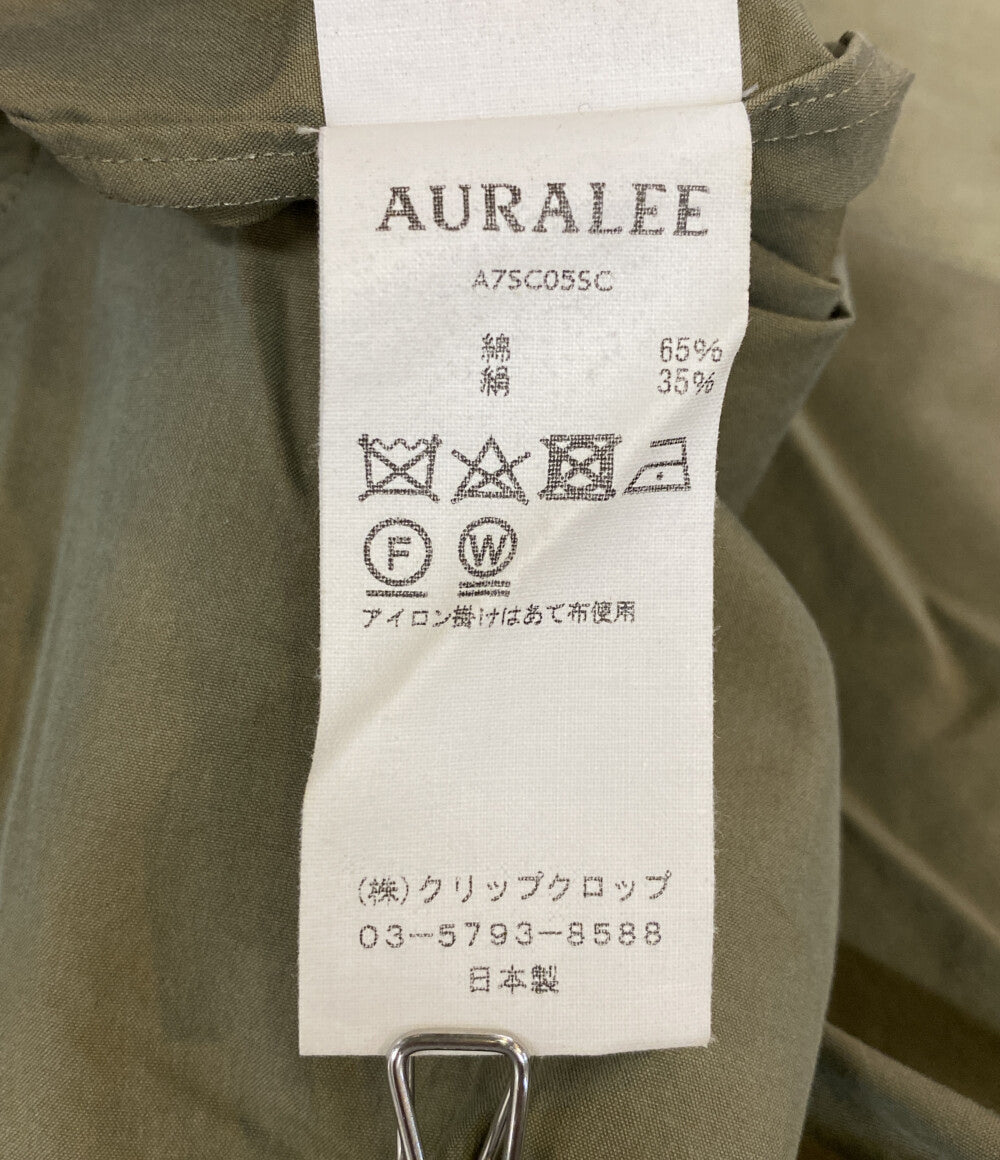 AURALEE
A7SC05SC
綿 65%
絹 35%
F W
アイロン掛けはあて布使用
(株)クリップクロップ
03-5793-8588
日本製